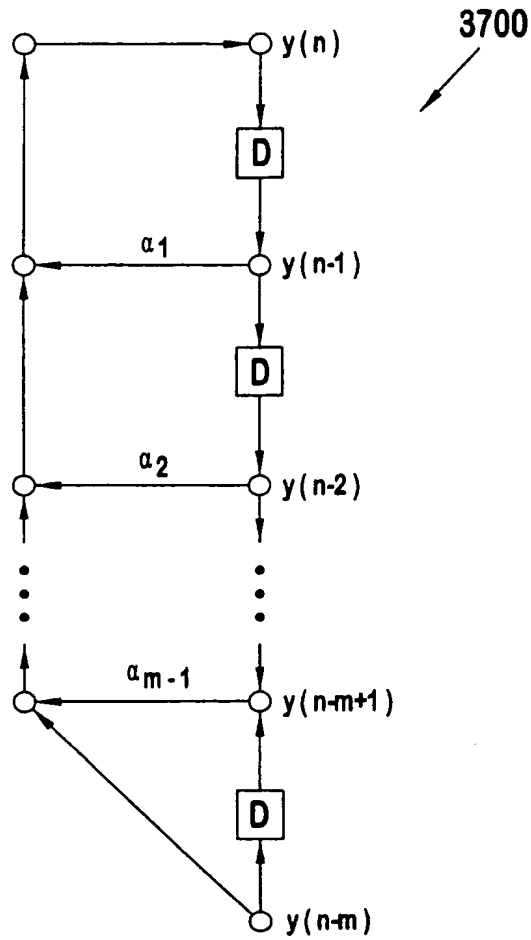 3700
y(n)
D
α1
y(n-1)
D
α2
y(n-2)
αm-1
y(n-m+1)
D
y(n-m)